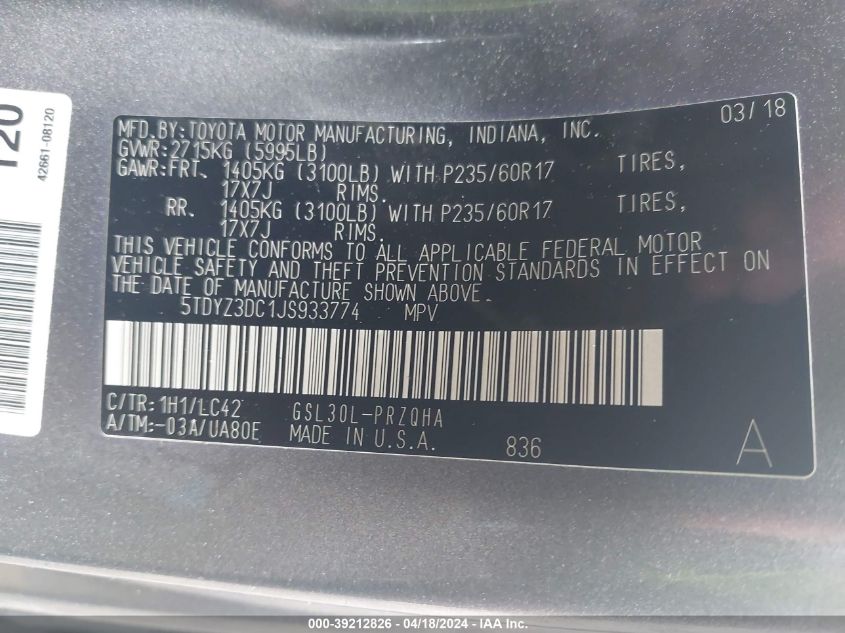 120
42661-08120
03/18
MFD.BY:TOYOTA MOTOR MANUFACTURING, INDIANA, INC.
GVWR:2715KG (5995LB)
GAWR:FRT. 1405KG (3100LB) WITH P235/60R17 TIRES,
17X7J RIMS.
RR. 1405KG (3100LB) WITH P235/60R17 TIRES,
17X7J RIMS.
THIS VEHICLE CONFORMS TO ALL APPLICABLE FEDERAL MOTOR
VEHICLE SAFETY AND THEFT PREVENTION STANDARDS IN EFFECT ON
THE DATE OF MANUFACTURE SHOWN ABOVE.
5TDYZ3DC1JS933774 MPV
C/TR:1H1/LC42 GSL30L-PRZQHA
A/TM:-03A/UA80E MADE IN U.S.A. 836 A
000-39212826 - 04/18/2024 - IAA Inc.